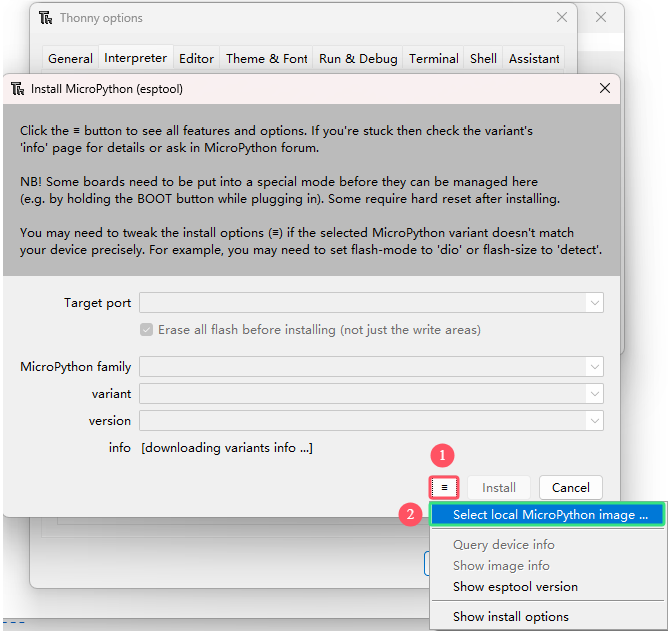 Thonny options
General Interpreter Editor Theme & Font Run & Debug Terminal Shell Assistant
Install MicroPython (esptool)
Click the ≡ button to see all features and options. If you're stuck then check the variant's
'info' page for details or ask in MicroPython forum.
NB! Some boards need to be put into a special mode before they can be managed here
(e.g. by holding the BOOT button while plugging in). Some require hard reset after installing.
You may need to tweak the install options (≡) if the selected MicroPython variant doesn't match
your device precisely. For example, you may need to set flash-mode to 'dio' or flash-size to 'detect'.
Target port
Erase all flash before installing (not just the write areas)
MicroPython family
variant
version
info [downloading variants info ...]
1
≡ Install Cancel
2 Select local MicroPython image ...
Query device info
Show image info
Show esptool version
Show install options